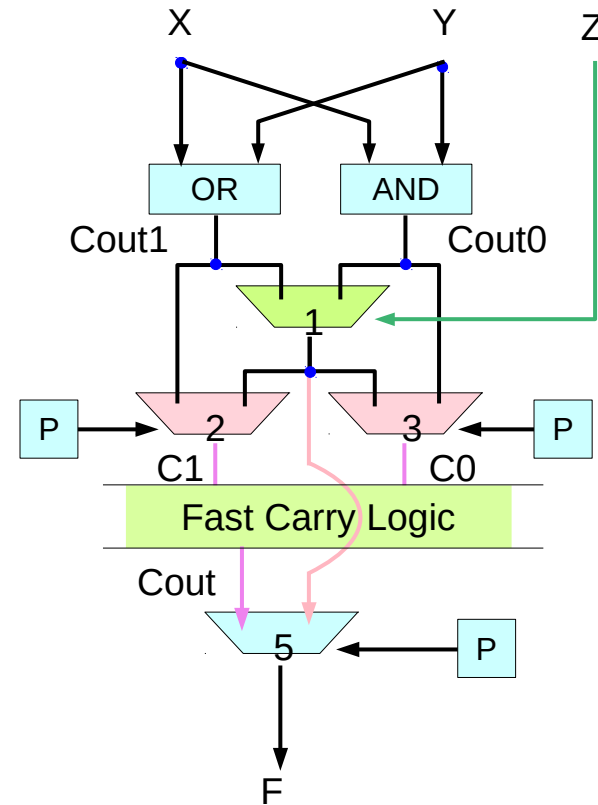 X Y Z
OR AND
Cout1 Cout0
1
P 2 3 P
C1 C0
Fast Carry Logic
Cout
5 P
F